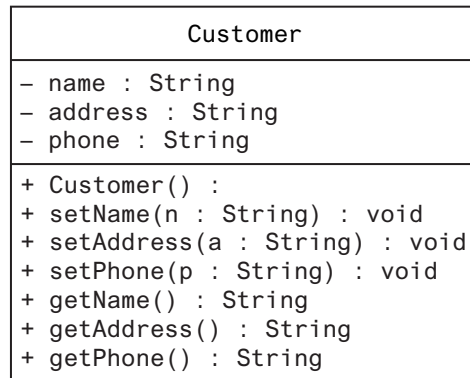 Customer
– name : String
– address : String
– phone : String
+ Customer() :
+ setName(n : String) : void
+ setAddress(a : String) : void
+ setPhone(p : String) : void
+ getName() : String
+ getAddress() : String
+ getPhone() : String